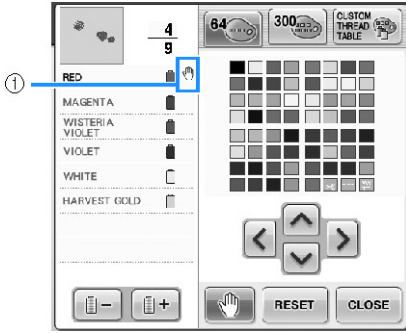 4
9
64
300
CUSTOM
THREAD
TABLE
①
RED
MAGENTA
WISTERIA
VIOLET
VIOLET
WHITE
HARVEST GOLD
−
+
RESET
CLOSE